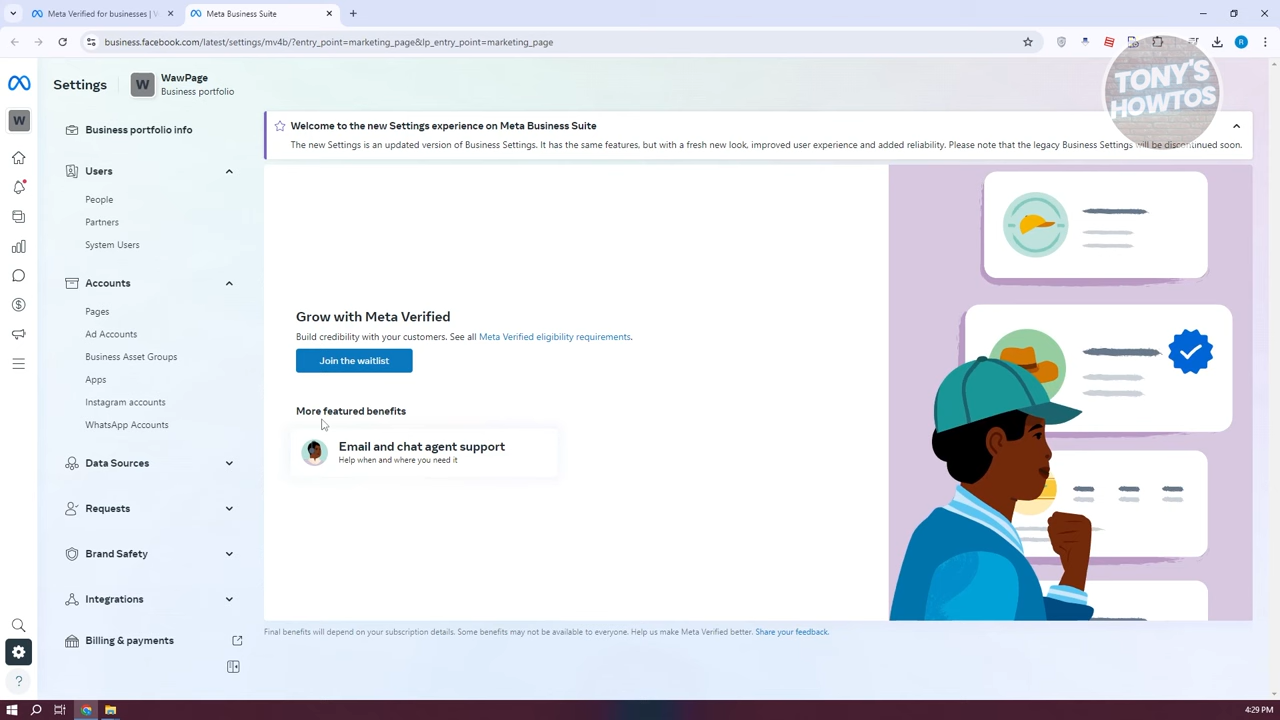 Meta Verified for businesses | V
Meta Business Suite
business.facebook.com/latest/settings/mv4b/?entry_point=marketing_page&lp_entry_point=marketing_page
R
TONY'S
HOWTOS
Settings
W
WawPage
Business portfolio
W
Business portfolio info
Users
People
Partners
System Users
Accounts
Pages
Ad Accounts
Business Asset Groups
Apps
Instagram accounts
WhatsApp Accounts
Data Sources
Requests
Brand Safety
Integrations
Billing & payments
Welcome to the new Settings experience on Meta Business Suite
The new Settings is an updated version of Business Settings. It has the same features, but with a fresh new look, improved user experience and added reliability. Please note that the legacy Business Settings will be discontinued soon.
Grow with Meta Verified
Build credibility with your customers. See all Meta Verified eligibility requirements.
Join the waitlist
More featured benefits
Email and chat agent support
Help when and where you need it
Final benefits will depend on your subscription details. Some benefits may not be available to everyone. Help us make Meta Verified better. Share your feedback.
4:29 PM